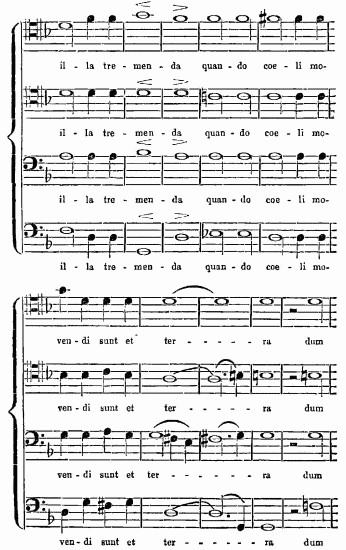 il - la tre - men - da quan - do coe - li mo-
il - la tre - men - da quan - do coe - li mo-
il - la tre - men - da quan - do coe - li mo-
il - la tre - men - da quan - do coe - li mo-
ven - di sunt et ter - - - - - ra dum
ven - di sunt et ter - - - - - ra dum
ven - di sunt et ter - - - - - ra dum
ven - di sunt et ter - - - - - ra dum